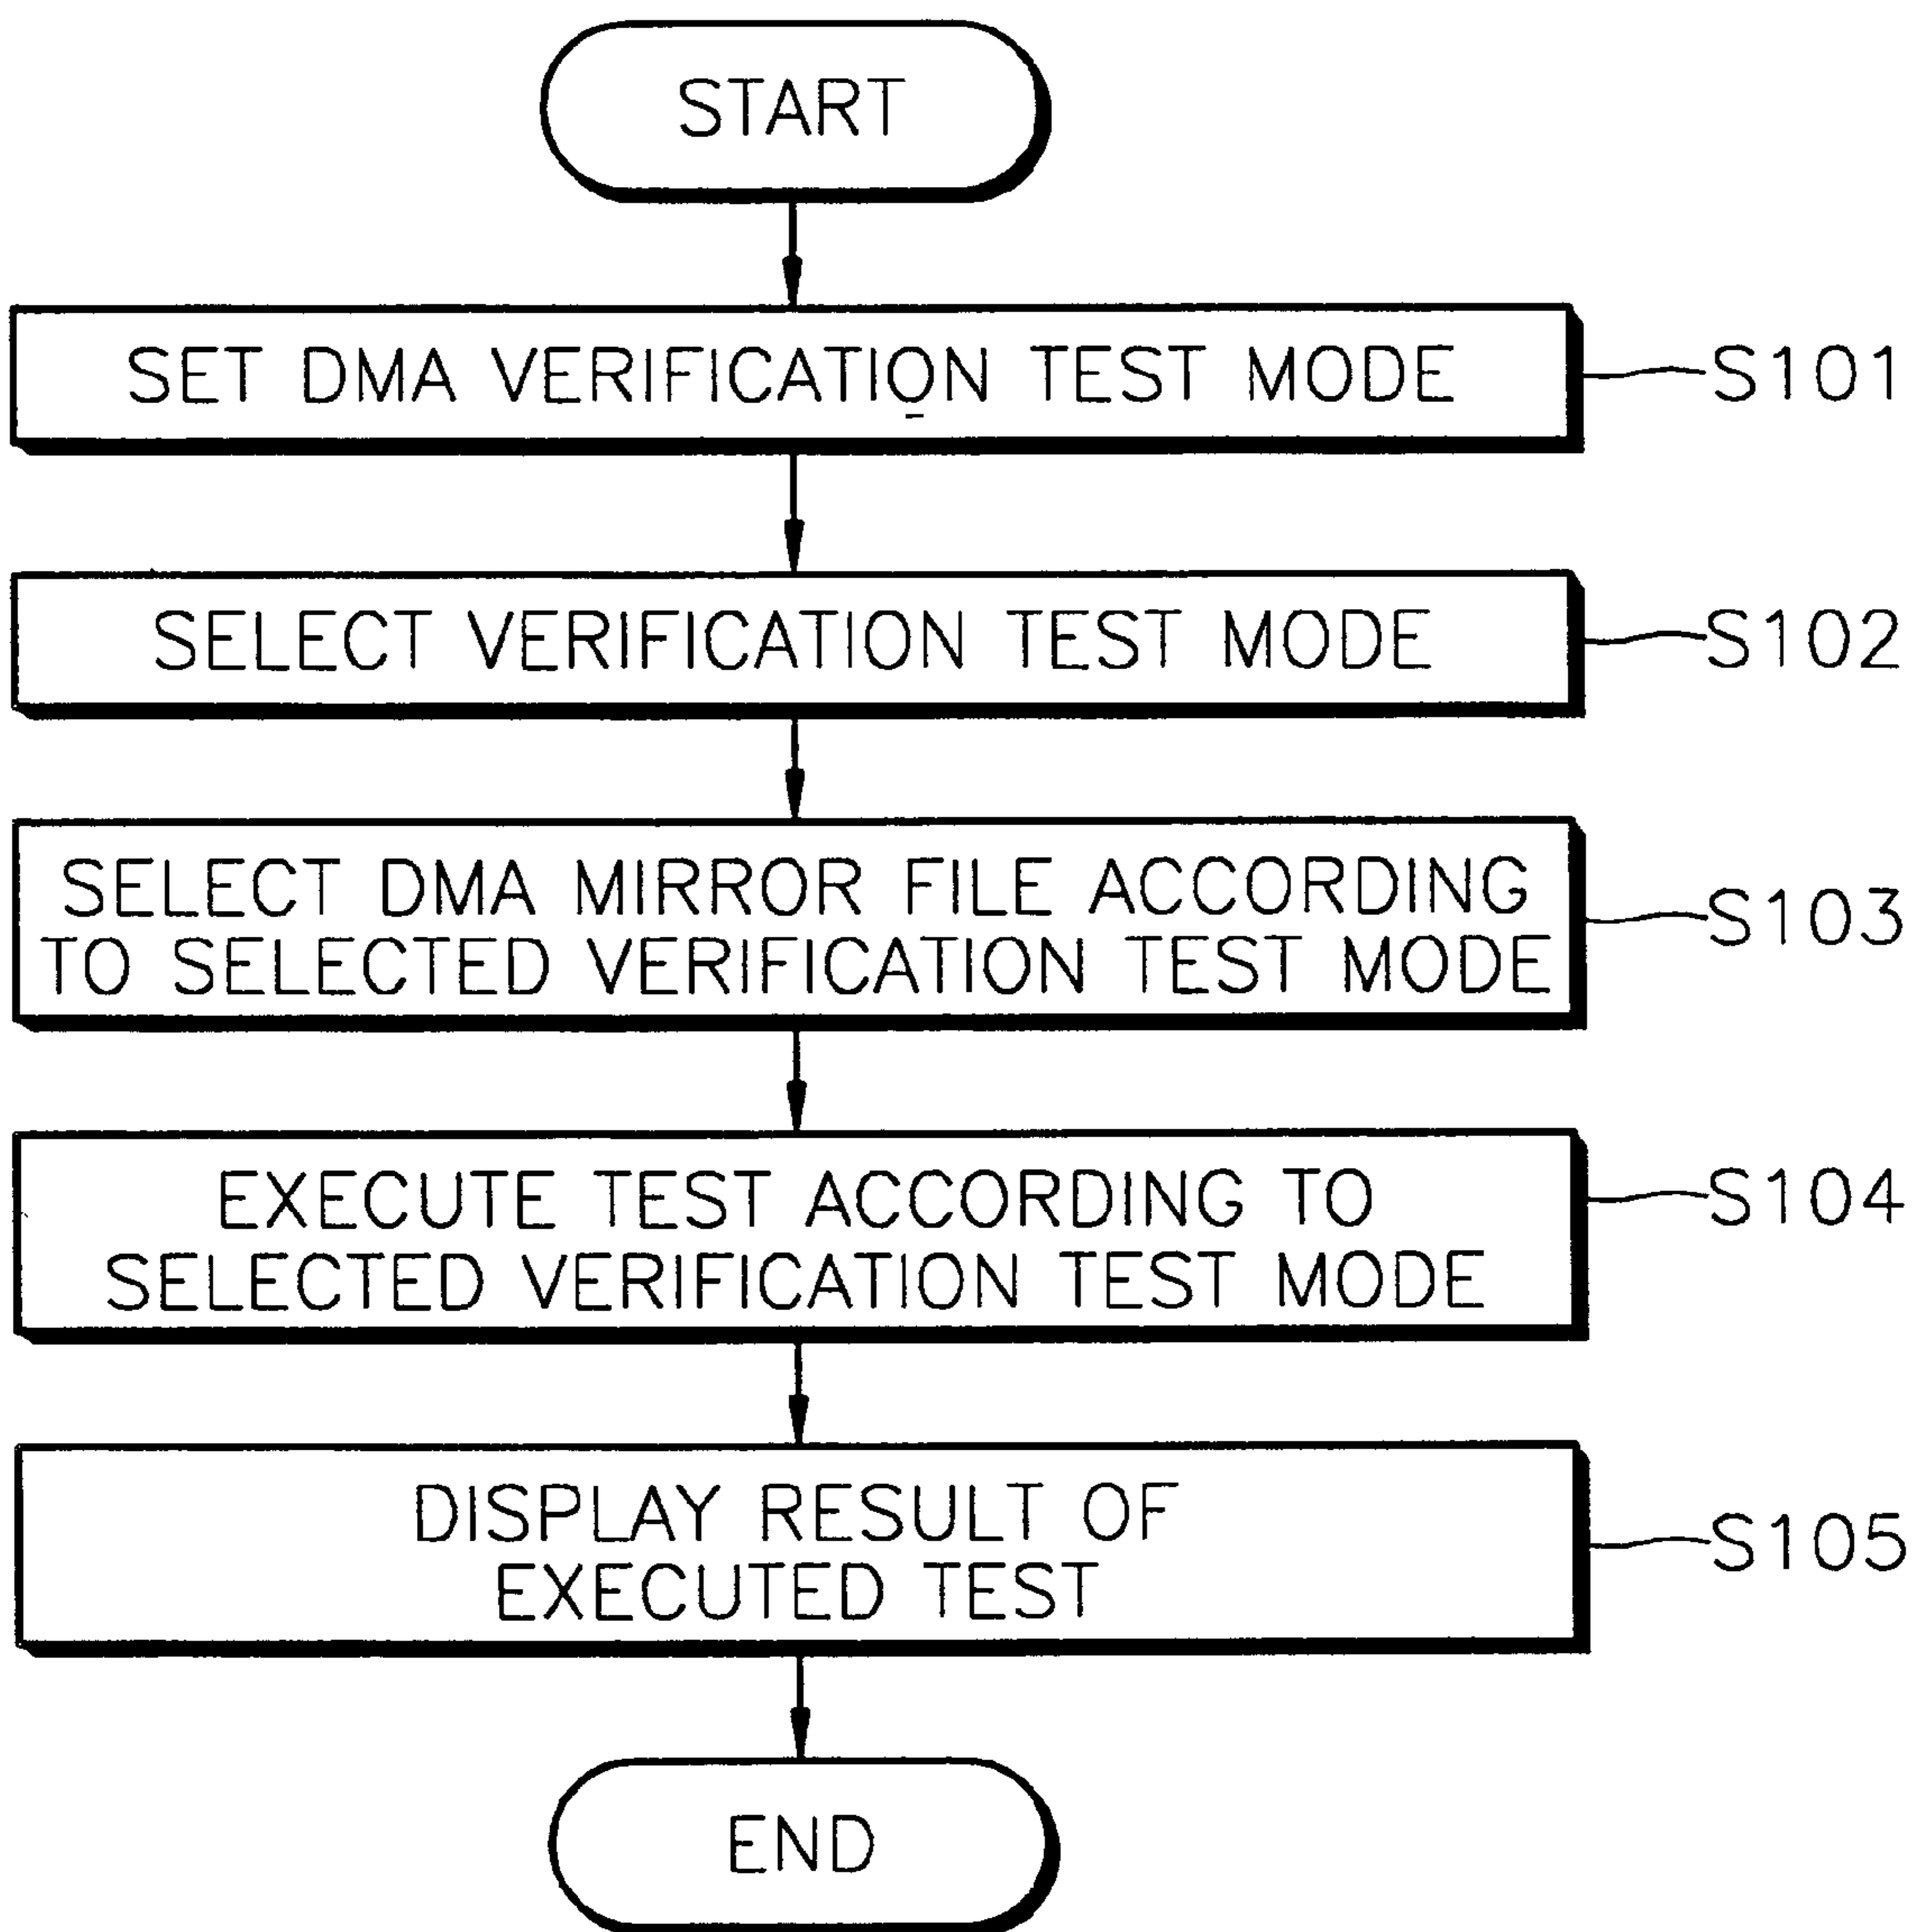 START
SET DMA VERIFICATION TEST MODE
S101
SELECT VERIFICATION TEST MODE
S102
SELECT DMA MIRROR FILE ACCORDING
TO SELECTED VERIFICATION TEST MODE
S103
EXECUTE TEST ACCORDING TO
SELECTED VERIFICATION TEST MODE
S104
DISPLAY RESULT OF
EXECUTED TEST
S105
END